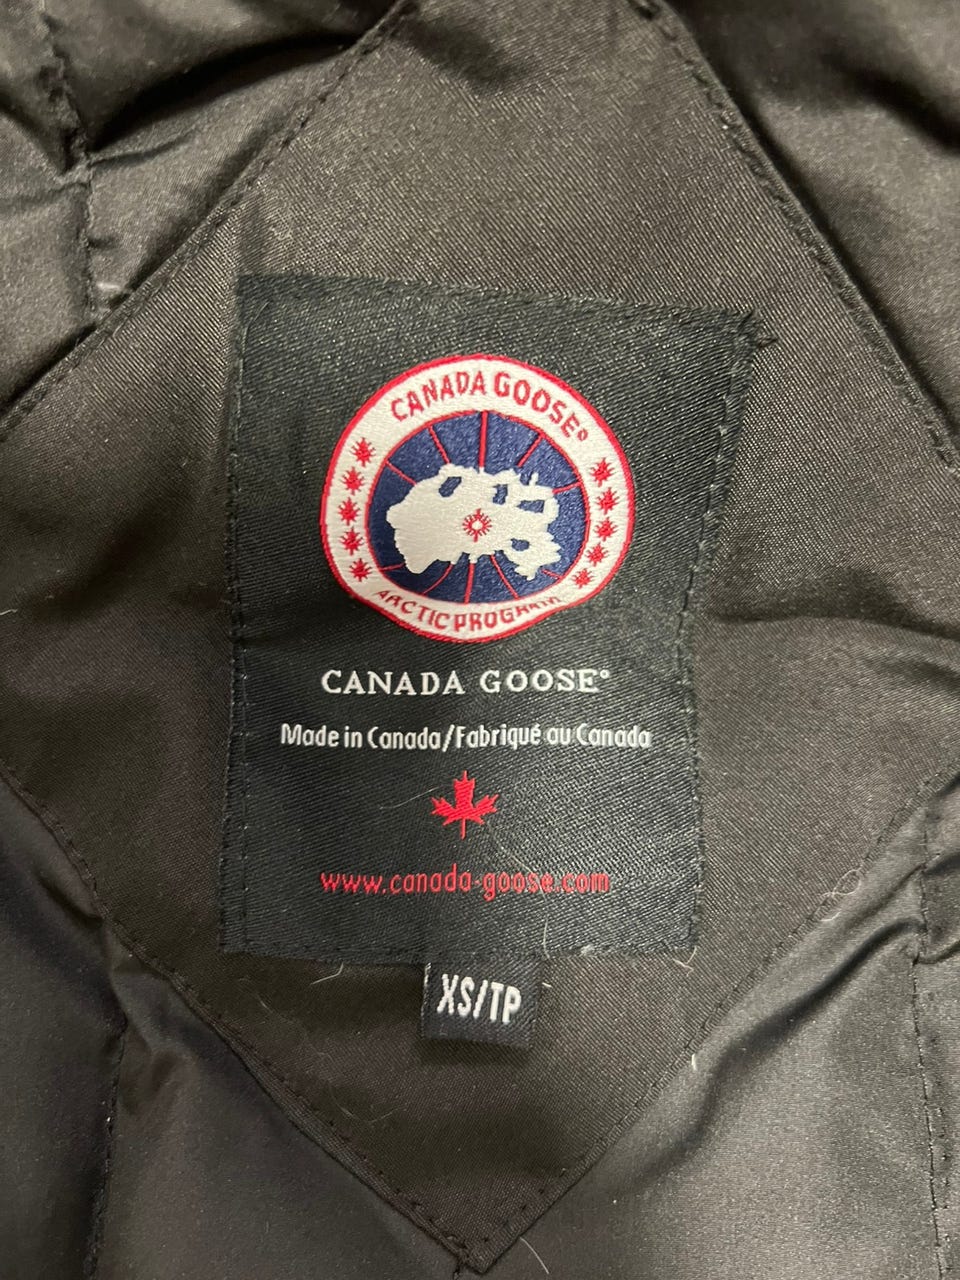 CANADA GOOSE®
ARCTIC PROGRAM
CANADA GOOSE®
Made in Canada/Fabriqué au Canada
www.canada-goose.com
XS/TP